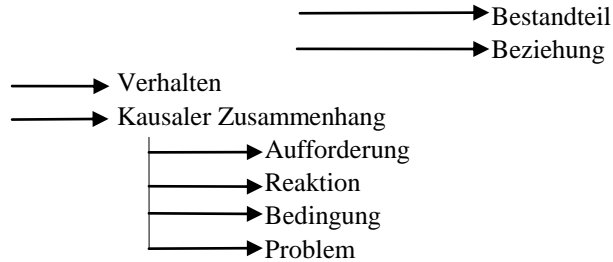 Bestandteil
Beziehung
Verhalten
Kausaler Zusammenhang
Aufforderung
Reaktion
Bedingung
Problem